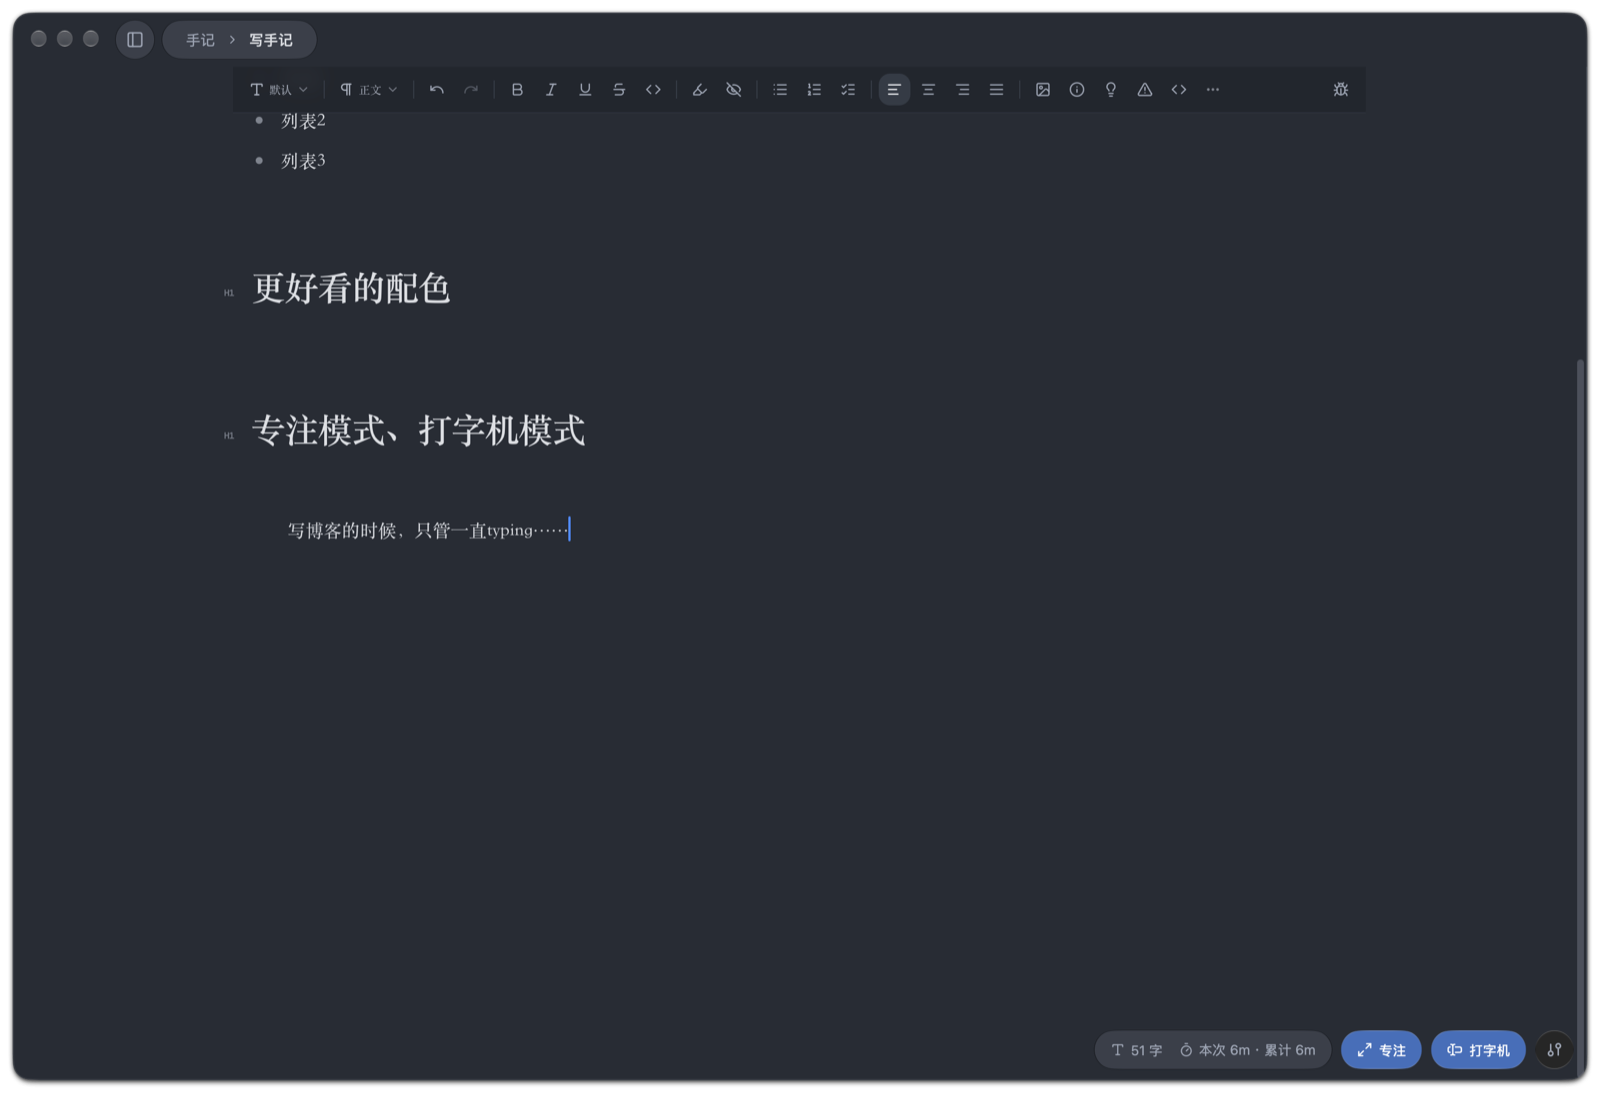 手记 › 写手记
默认 正文
列表2
列表3
H1 更好看的配色
H1 专注模式、打字机模式
写博客的时候，只管一直typing……
51 字 本次 6m · 累计 6m 专注 打字机